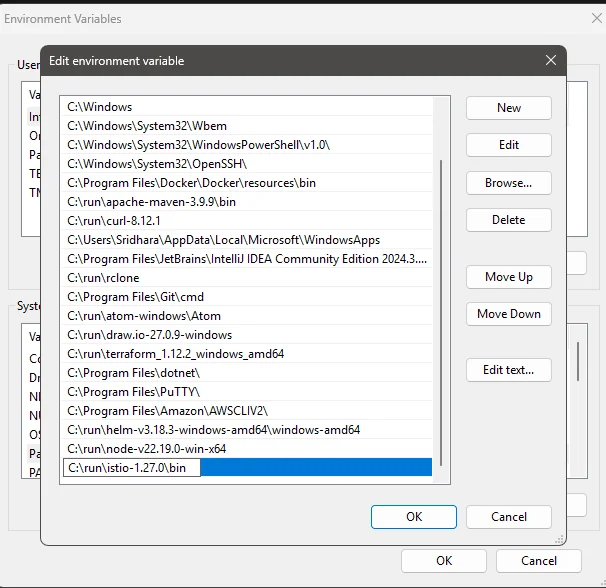 Environment Variables
Edit environment variable
User
Va
Int
On
Pa
TE
TM
C:\Windows
C:\Windows\System32\Wbem
C:\Windows\System32\WindowsPowerShell\v1.0\
C:\Windows\System32\OpenSSH\
C:\Program Files\Docker\Docker\resources\bin
C:\run\apache-maven-3.9.9\bin
C:\run\curl-8.12.1
C:\Users\Sridhara\AppData\Local\Microsoft\WindowsApps
C:\Program Files\JetBrains\IntelliJ IDEA Community Edition 2024.3....
C:\run\rclone
C:\Program Files\Git\cmd
C:\run\atom-windows\Atom
C:\run\draw.io-27.0.9-windows
C:\run\terraform_1.12.2_windows_amd64
C:\Program Files\dotnet\
C:\Program Files\PuTTY\
C:\Program Files\Amazon\AWSCLIV2\
C:\run\helm-v3.18.3-windows-amd64\windows-amd64
C:\run\node-v22.19.0-win-x64
C:\run\istio-1.27.0\bin
New
Edit
Browse...
Delete
Move Up
Move Down
Edit text...
Syste
Va
Co
Dr
NU
OS
Pa
PA
OK
Cancel
OK
Cancel